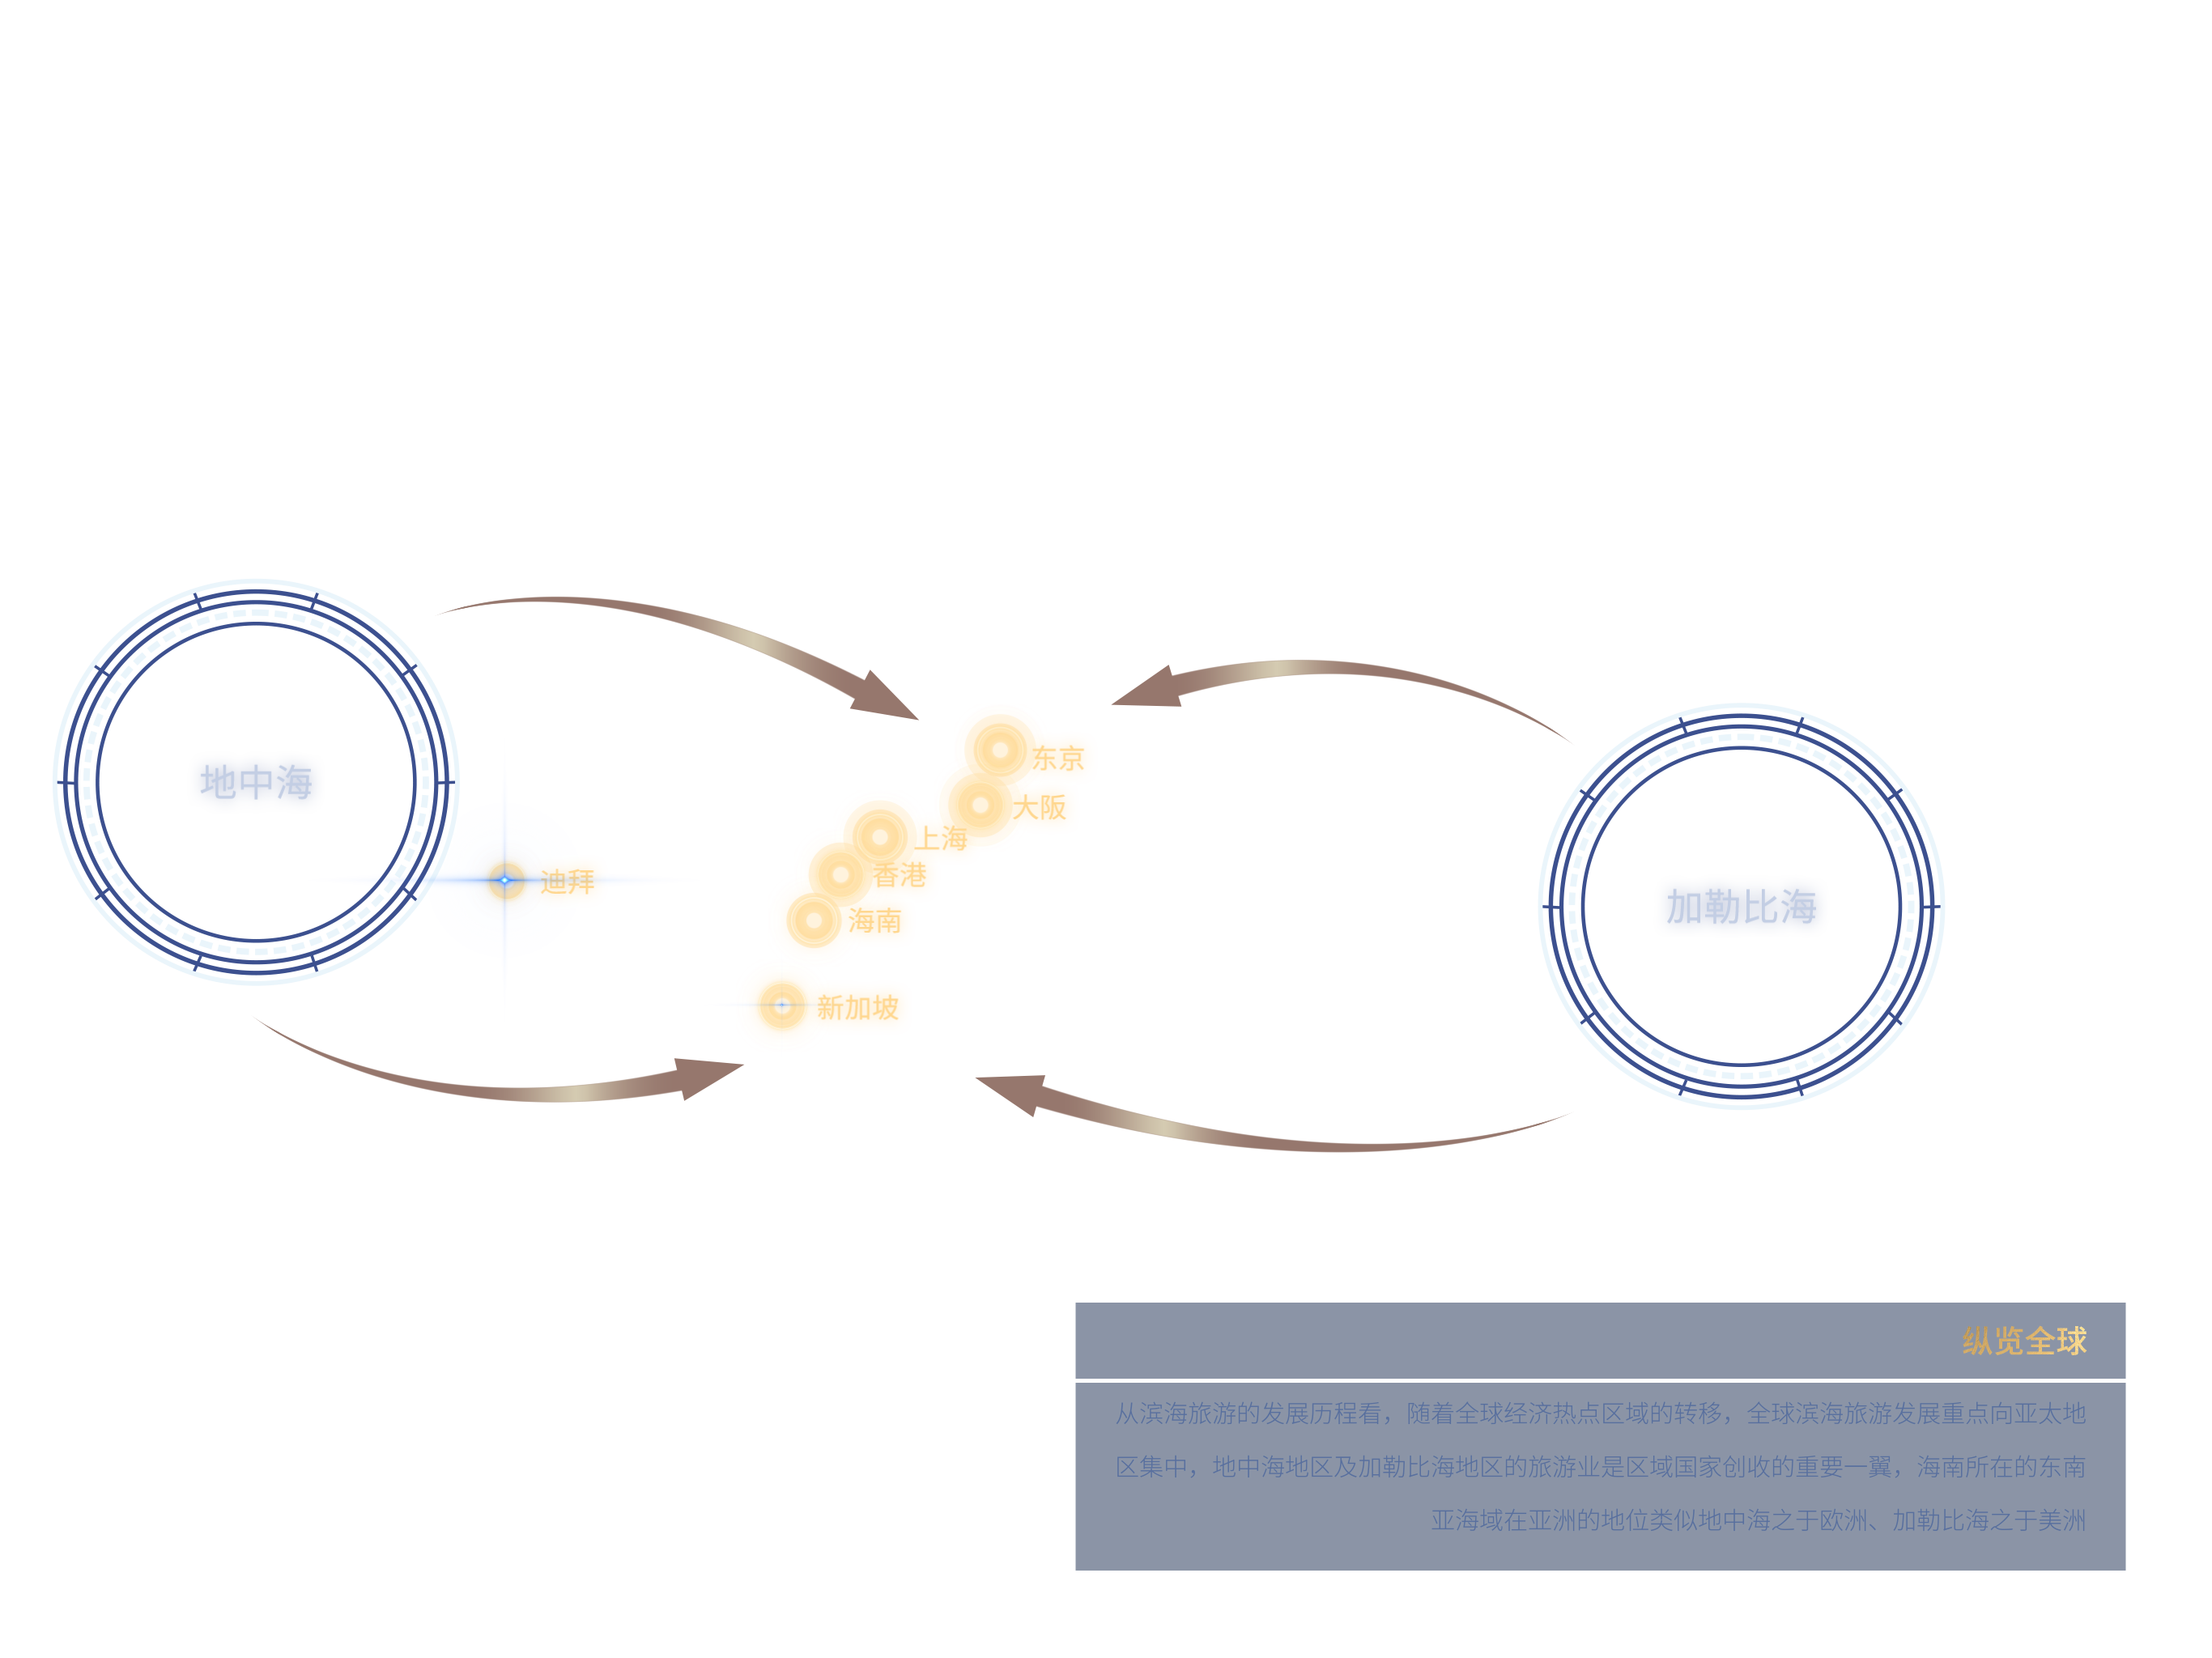 地中海
东京
大阪
上海
香港
迪拜
海南
加勒比海
新加坡
纵览全球
从滨海旅游的发展历程看，随着全球经济热点区域的转移，全球滨海旅游发展重点向亚太地
区集中，地中海地区及加勒比海地区的旅游业是区域国家创收的重要一翼，海南所在的东南
亚海域在亚洲的地位类似地中海之于欧洲、加勒比海之于美洲